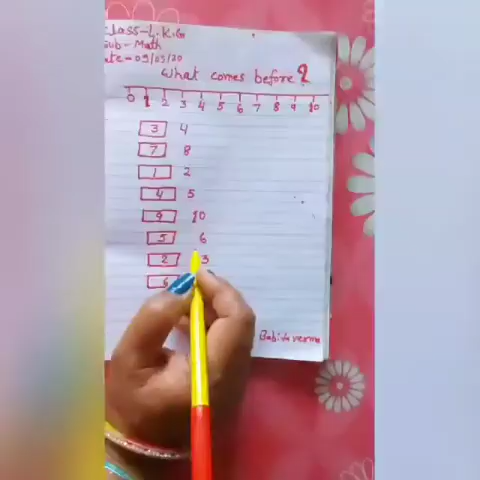 Class-L.K.G
Sub-Math
Date=09/05/20
What comes before?
0 1 2 3 4 5 6 7 8 9 10
3 4
7 8
1 2
4 5
9 10
5 6
2 3
6
Babita verma